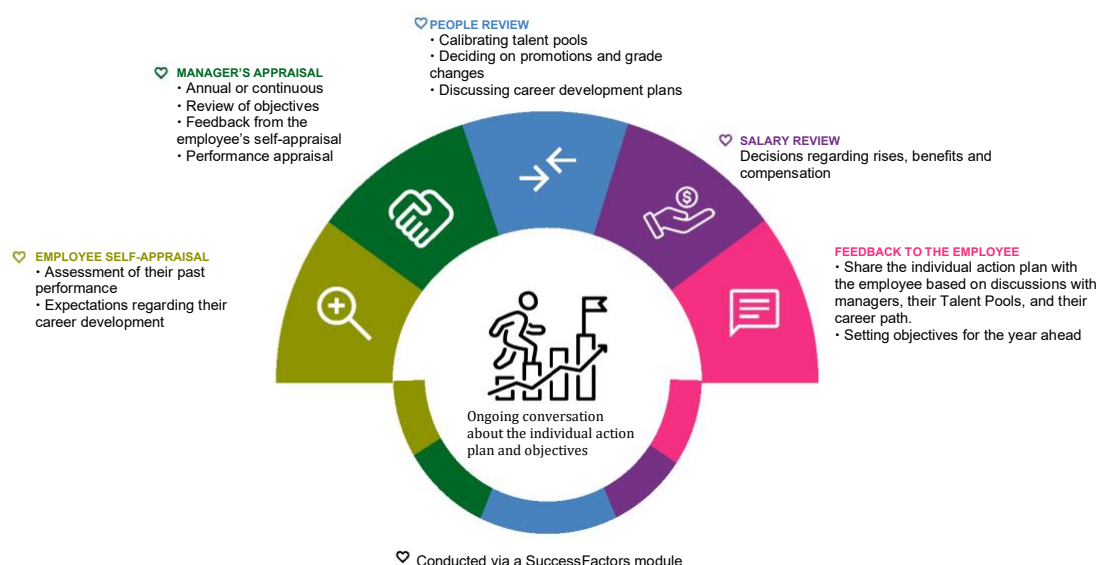 PEOPLE REVIEW
· Calibrating talent pools
· Deciding on promotions and grade
changes
· Discussing career development plans
MANAGER’S APPRAISAL
· Annual or continuous
· Review of objectives
· Feedback from the
employee’s self-appraisal
· Performance appraisal
SALARY REVIEW
Decisions regarding rises, benefits and
compensation
EMPLOYEE SELF-APPRAISAL
· Assessment of their past
performance
· Expectations regarding their
career development
FEEDBACK TO THE EMPLOYEE
· Share the individual action plan with
the employee based on discussions with
managers, their Talent Pools, and their
career path.
· Setting objectives for the year ahead
$
Ongoing conversation
about the individual action
plan and objectives
Conducted via a SuccessFactors module